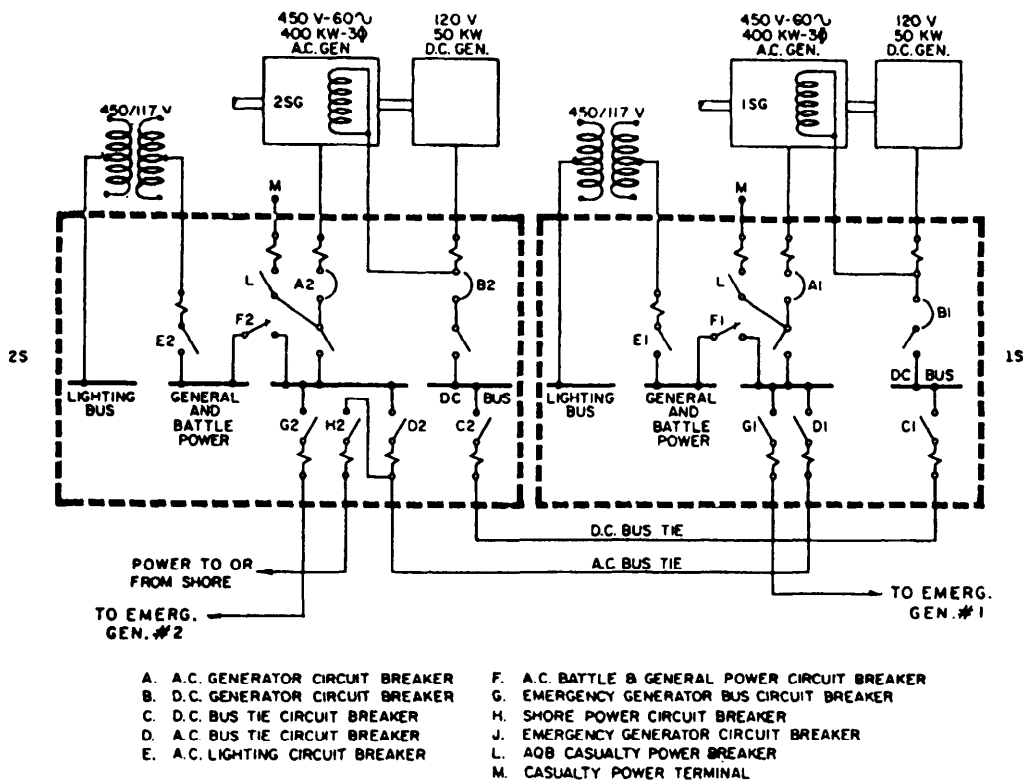 450 V-60∿
400 KW-3ϕ
A.C. GEN
120 V
50 KW
D.C. GEN.
450 V-60∿
400 KW-3ϕ
A.C. GEN.
120 V
50 KW
D.C. GEN.
2SG
1SG
450/117 V
450/117 V
M
M
L
A2
B2
L
A1
B1
E2
F2
E1
F1
2S
1S
LIGHTING
BUS
GENERAL
AND
BATTLE
POWER
DC BUS
LIGHTING
BUS
GENERAL
AND
BATTLE
POWER
DC BUS
G2
H2
D2
C2
G1
D1
C1
D.C. BUS TIE
A.C. BUS TIE
POWER TO OR
FROM SHORE
TO EMERG.
GEN. #2
TO EMERG.
GEN. #1
A. A.C. GENERATOR CIRCUIT BREAKER
B. D.C. GENERATOR CIRCUIT BREAKER
C. D.C. BUS TIE CIRCUIT BREAKER
D. A.C. BUS TIE CIRCUIT BREAKER
E. A.C. LIGHTING CIRCUIT BREAKER
F. A.C. BATTLE & GENERAL POWER CIRCUIT BREAKER
G. EMERGENCY GENERATOR BUS CIRCUIT BREAKER
H. SHORE POWER CIRCUIT BREAKER
J. EMERGENCY GENERATOR CIRCUIT BREAKER
L. AQB CASUALTY POWER BREAKER
M. CASUALTY POWER TERMINAL